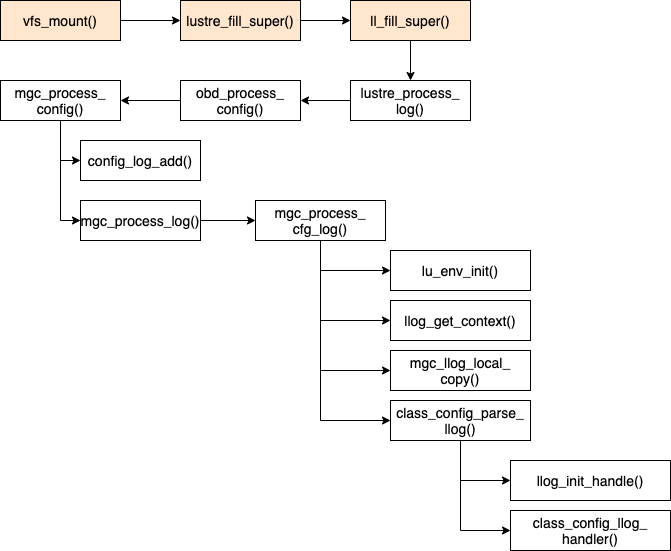 vfs_mount()
lustre_fill_super()
ll_fill_super()
mgc_process_
config()
obd_process_
config()
lustre_process_
log()
config_log_add()
mgc_process_log()
mgc_process_
cfg_log()
lu_env_init()
llog_get_context()
mgc_llog_local_
copy()
class_config_parse_
llog()
llog_init_handle()
class_config_llog_
handler()